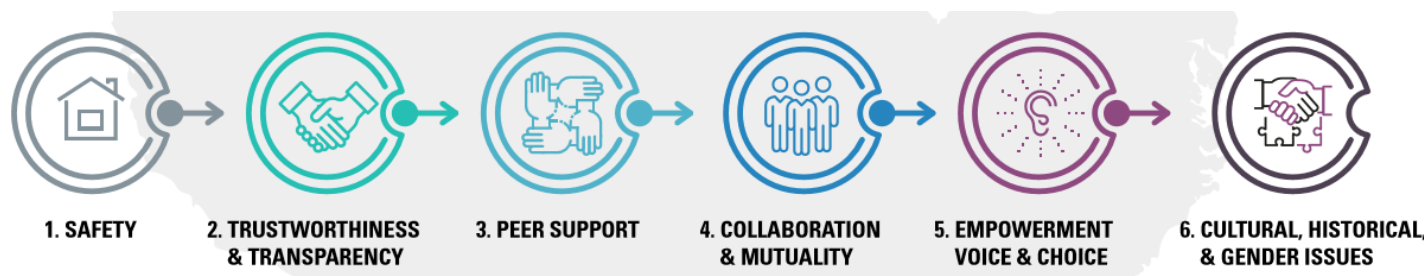 1. SAFETY
2. TRUSTWORTHINESS
& TRANSPARENCY
3. PEER SUPPORT
4. COLLABORATION
& MUTUALITY
5. EMPOWERMENT
VOICE & CHOICE
6. CULTURAL, HISTORICAL,
& GENDER ISSUES